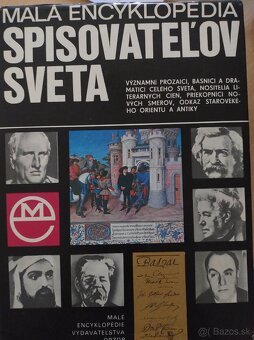 MALÁ ENCYKLOPÉDIA
SPISOVATEĽOV
SVETA
VÝZNAMNÍ PROZAICI, BÁSNICI A DRA-
MATICI CELÉHO SVETA, NOSITELIA LI-
TERÁRNYCH CIEN, PRIEKOPNÍCI NO-
VÝCH SMEROV, ODKAZ STAROVEKÉ-
HO ORIENTU A ANTIKY
MALÉ
ENCYKLOPÉDIE
VYDAVATEĽSTVA
OBZOR
© Bazos.sk